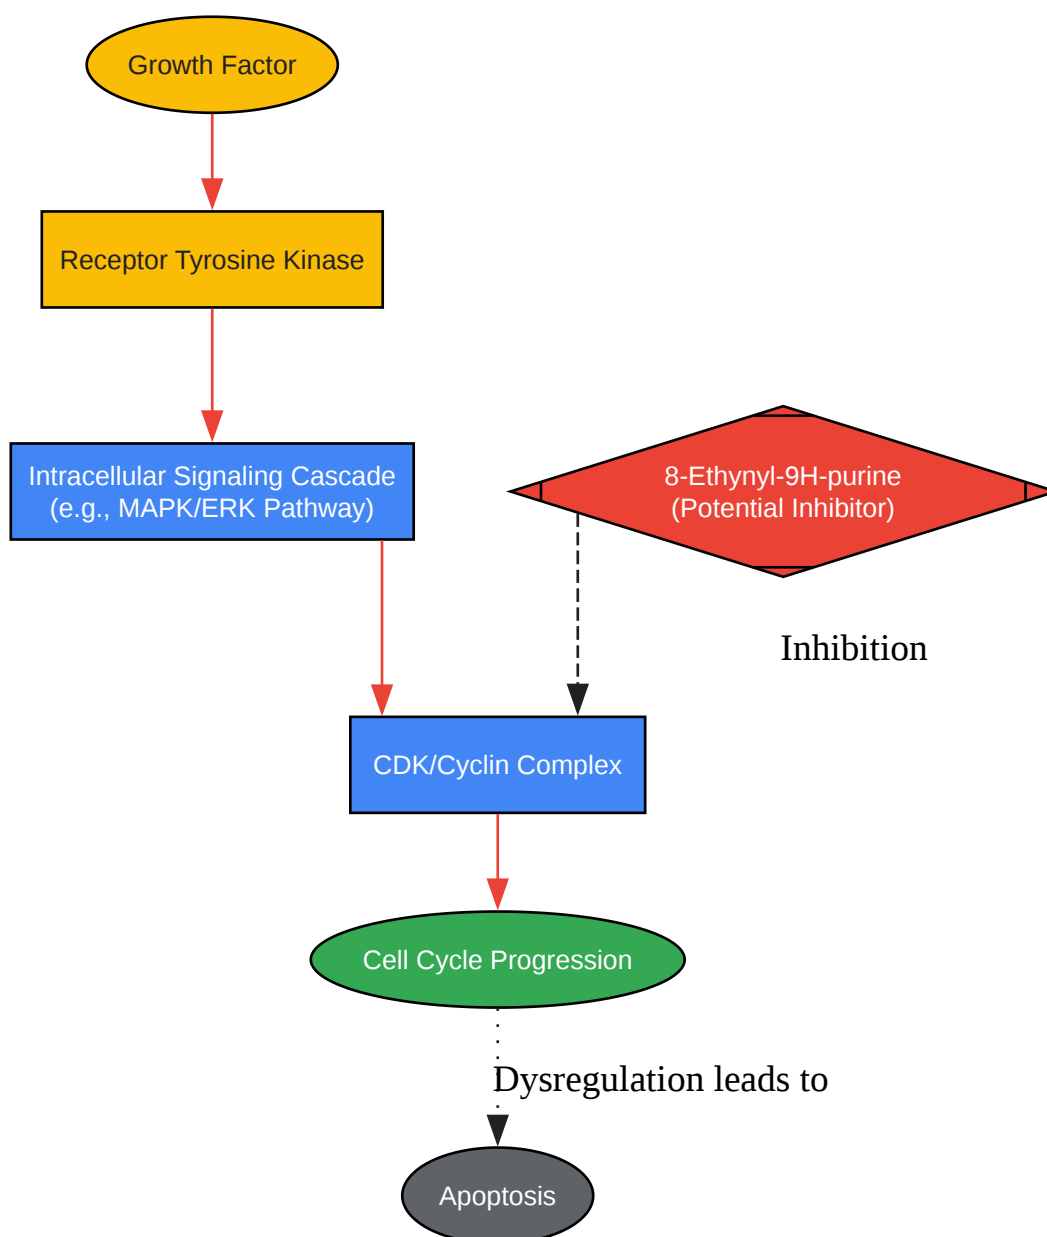 Growth Factor
Receptor Tyrosine Kinase
Intracellular Signaling Cascade
(e.g., MAPK/ERK Pathway)
8-Ethynyl-9H-purine
(Potential Inhibitor)
Inhibition
CDK/Cyclin Complex
Cell Cycle Progression
Dysregulation leads to
Apoptosis